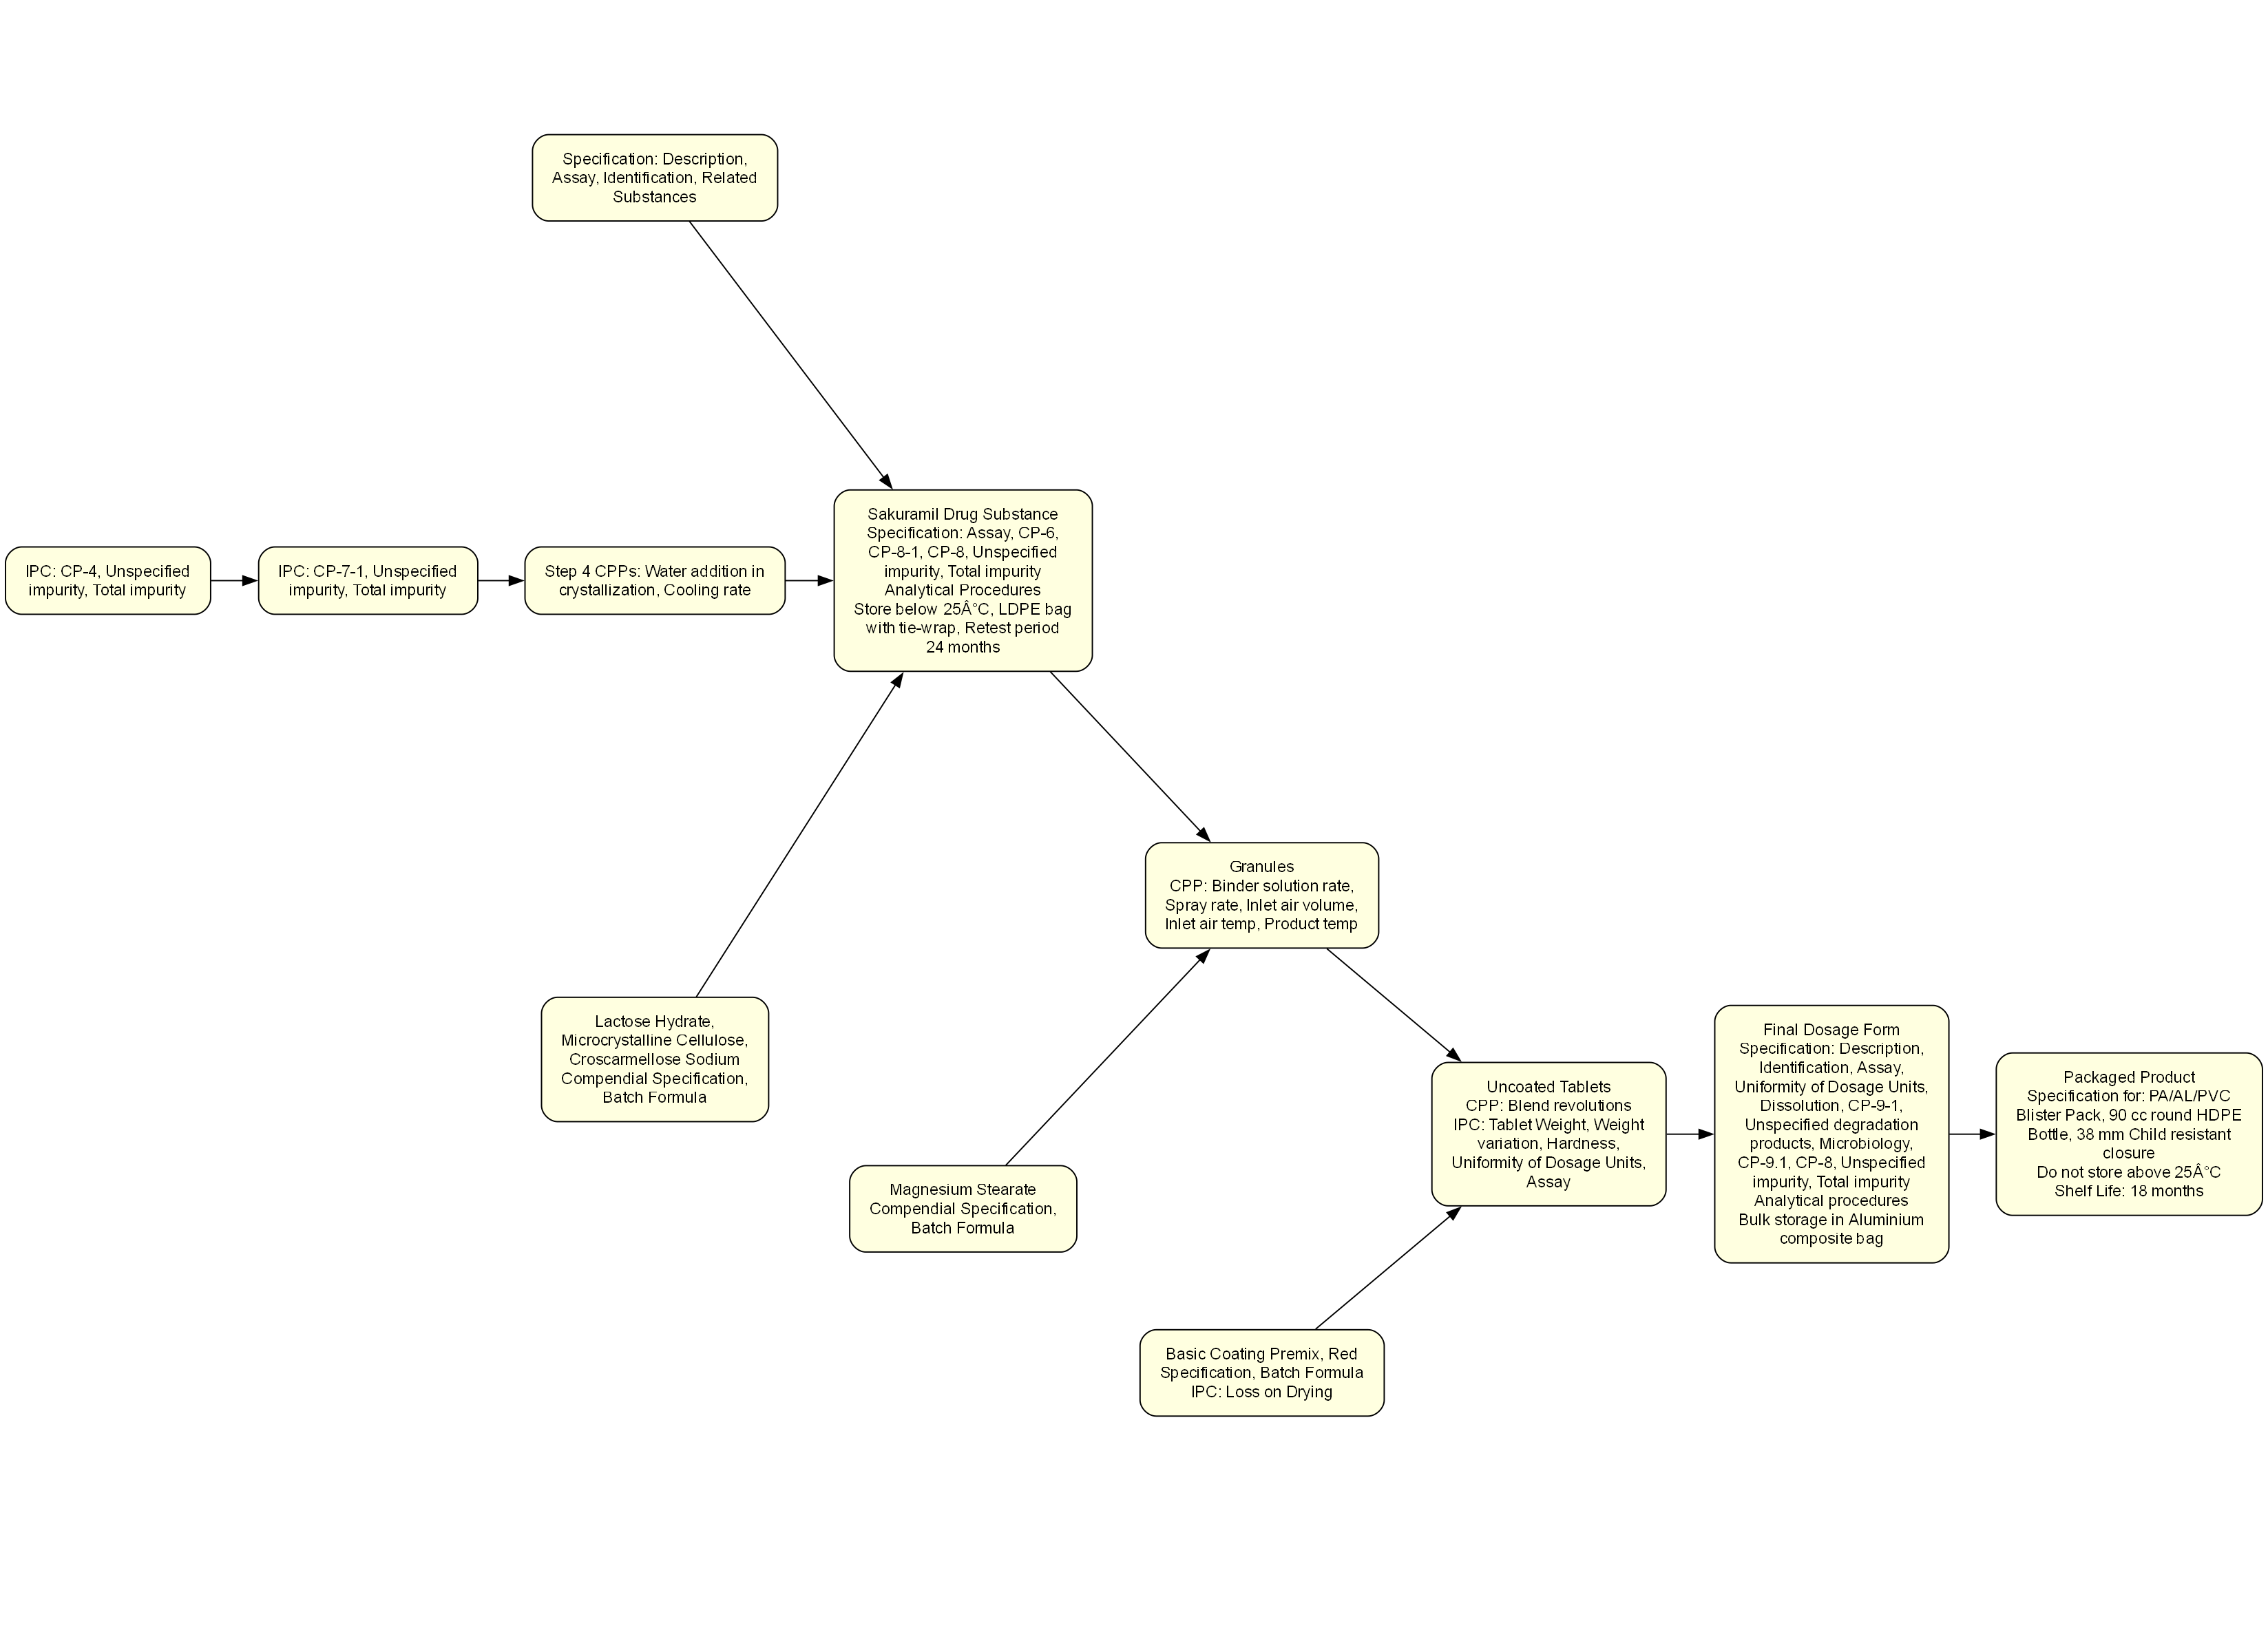 Specification: Description,
Assay, Identification, Related
Substances
IPC: CP-4, Unspecified
impurity, Total impurity
IPC: CP-7-1, Unspecified
impurity, Total impurity
Step 4 CPPs: Water addition in
crystallization, Cooling rate
Sakuramil Drug Substance
Specification: Assay, CP-6,
CP-8-1, CP-8, Unspecified
impurity, Total impurity
Analytical Procedures
Store below 25Â°C, LDPE bag
with tie-wrap, Retest period
24 months
Granules
CPP: Binder solution rate,
Spray rate, Inlet air volume,
Inlet air temp, Product temp
Lactose Hydrate,
Microcrystalline Cellulose,
Croscarmellose Sodium
Compendial Specification,
Batch Formula
Magnesium Stearate
Compendial Specification,
Batch Formula
Uncoated Tablets
CPP: Blend revolutions
IPC: Tablet Weight, Weight
variation, Hardness,
Uniformity of Dosage Units,
Assay
Final Dosage Form
Specification: Description,
Identification, Assay,
Uniformity of Dosage Units,
Dissolution, CP-9-1,
Unspecified degradation
products, Microbiology,
CP-9.1, CP-8, Unspecified
impurity, Total impurity
Analytical procedures
Bulk storage in Aluminium
composite bag
Packaged Product
Specification for: PA/AL/PVC
Blister Pack, 90 cc round HDPE
Bottle, 38 mm Child resistant
closure
Do not store above 25Â°C
Shelf Life: 18 months
Basic Coating Premix, Red
Specification, Batch Formula
IPC: Loss on Drying